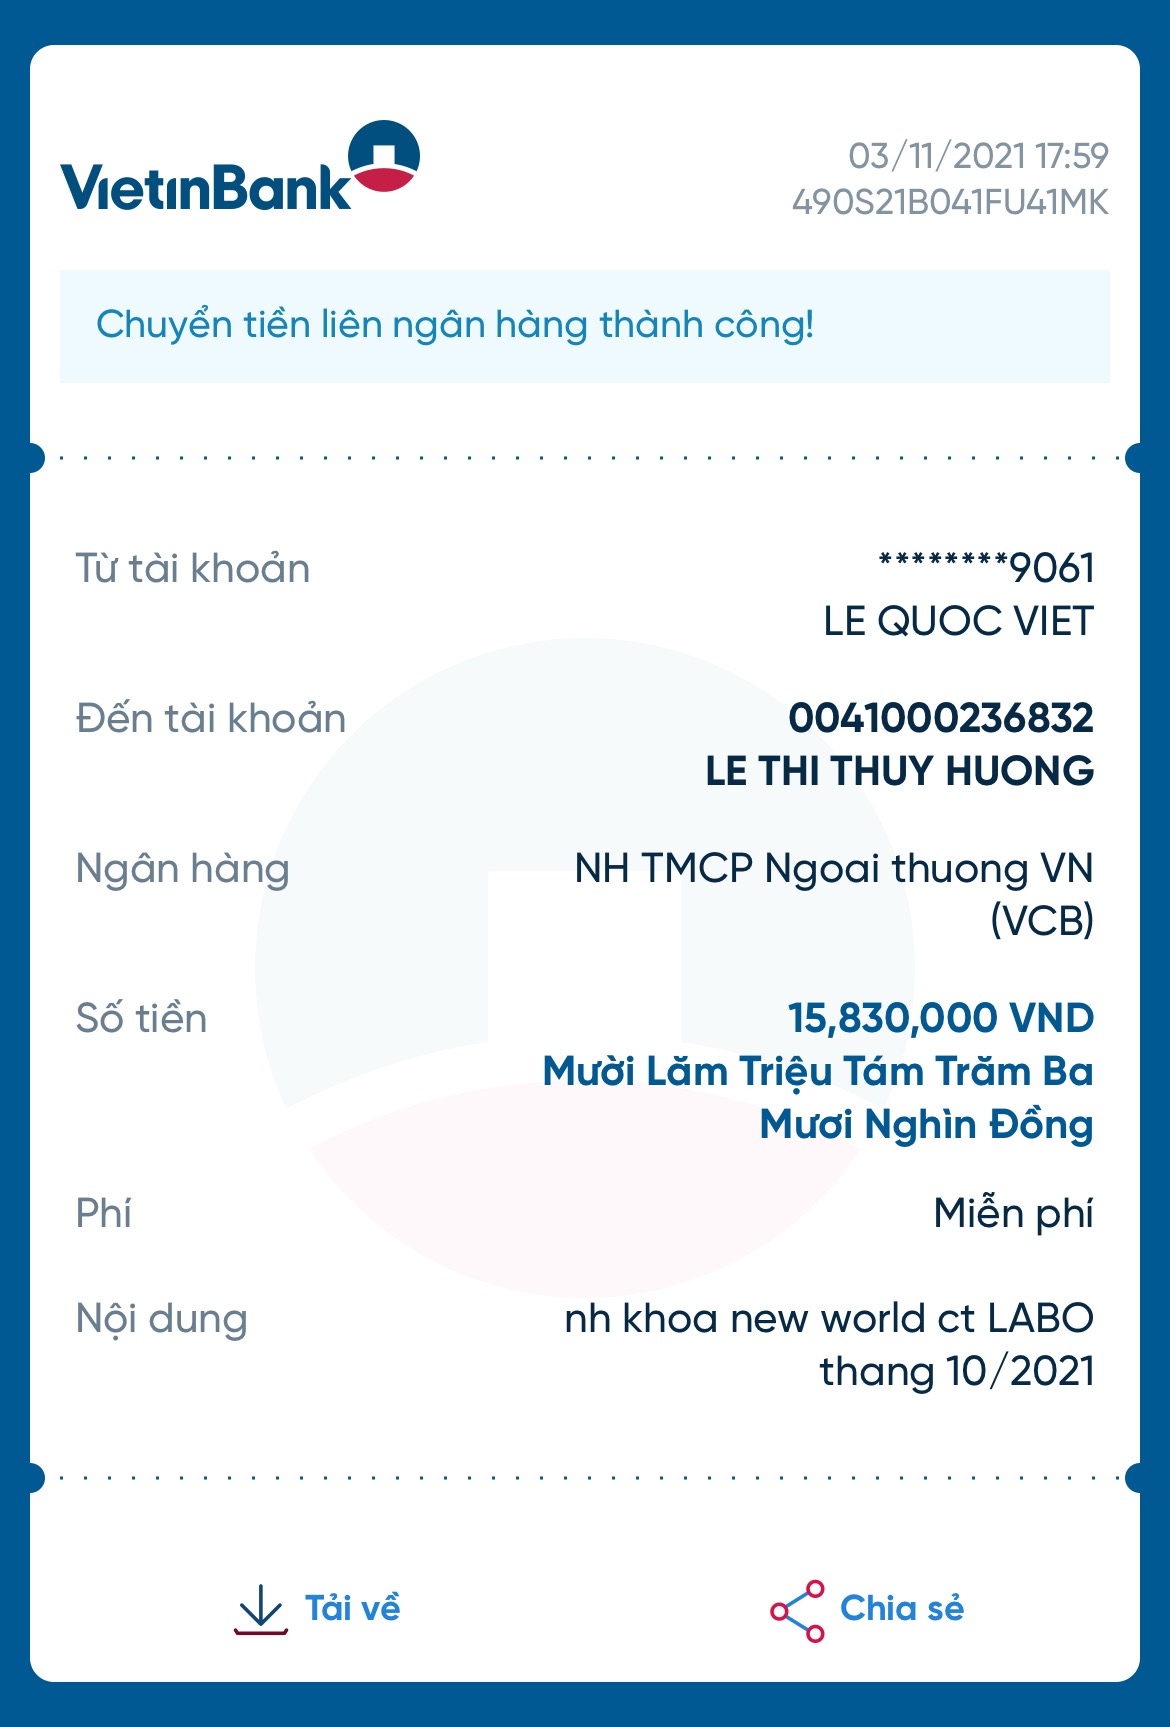 VietinBank
03/11/2021 17:59
490S21B041FU41MK
Chuyển tiền liên ngân hàng thành công!
Từ tài khoản
********9061
LE QUOC VIET
Đến tài khoản
0041000236832
LE THI THUY HUONG
Ngân hàng
NH TMCP Ngoai thuong VN
(VCB)
Số tiền
15,830,000 VND
Mười Lăm Triệu Tám Trăm Ba
Mươi Nghìn Đồng
Phí
Miễn phí
Nội dung
nh khoa new world ct LABO
thang 10/2021
Tải về
Chia sẻ